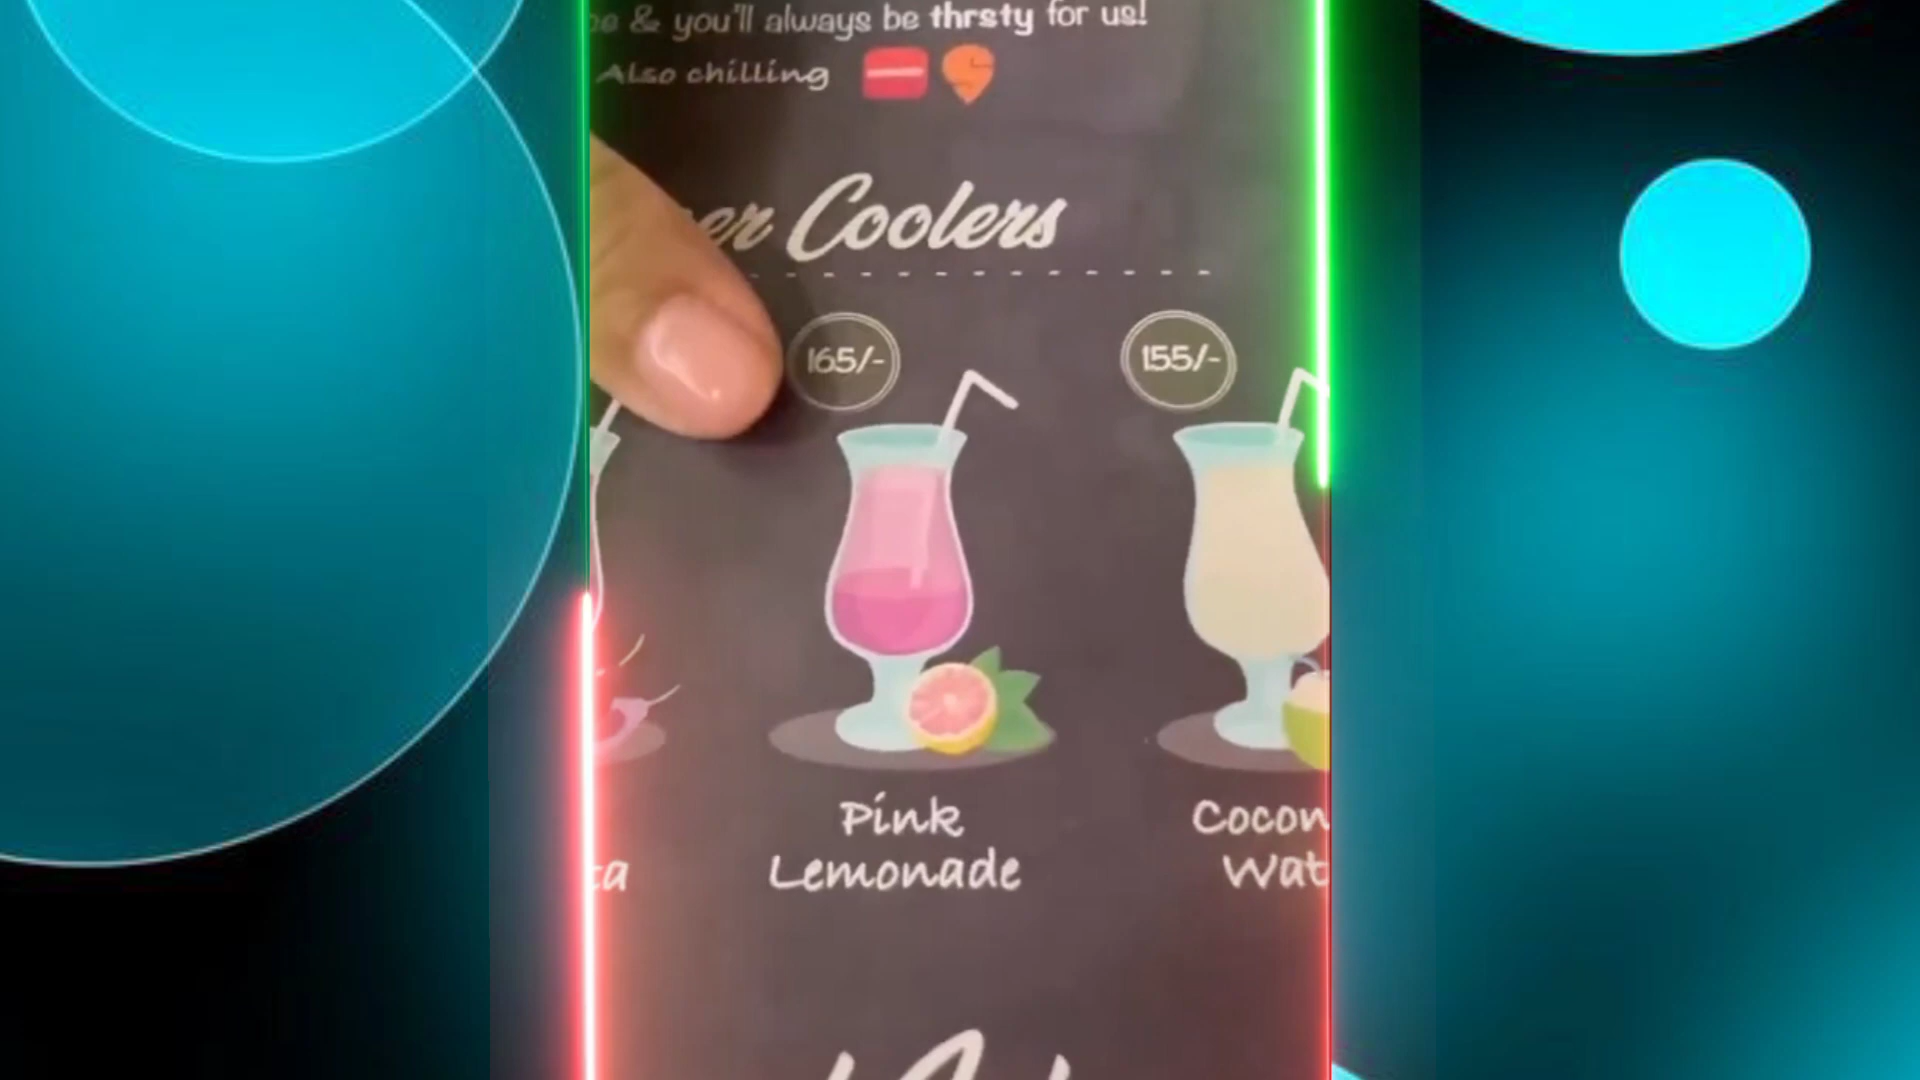 & you'll always be thrsty for us!
Also chilling
Coolers
165/-
155/-
Pink
Lemonade